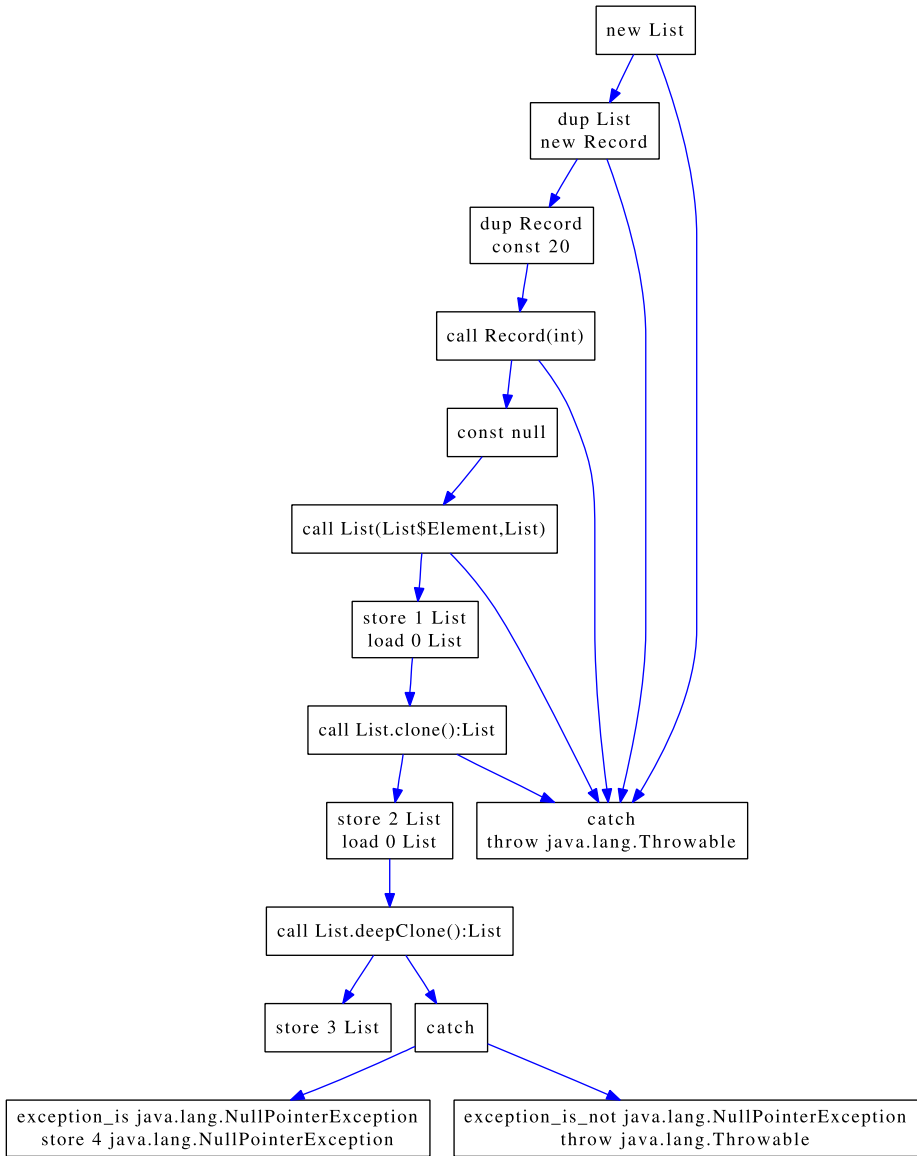 new List
dup List
new Record
dup Record
const 20
call Record(int)
const null
call List(List$Element,List)
store 1 List
load 0 List
call List.clone():List
store 2 List
load 0 List
catch
throw java.lang.Throwable
call List.deepClone():List
store 3 List
catch
exception_is java.lang.NullPointerException
store 4 java.lang.NullPointerException
exception_is_not java.lang.NullPointerException
throw java.lang.Throwable